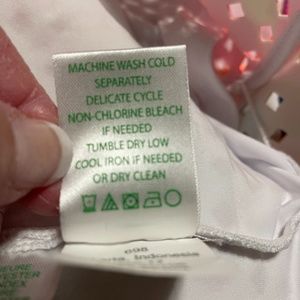 MACHINE WASH COLD
SEPARATELY
DELICATE CYCLE
NON-CHLORINE BLEACH
IF NEEDED
TUMBLE DRY LOW
COOL IRON IF NEEDED
OR DRY CLEAN
Indonesia